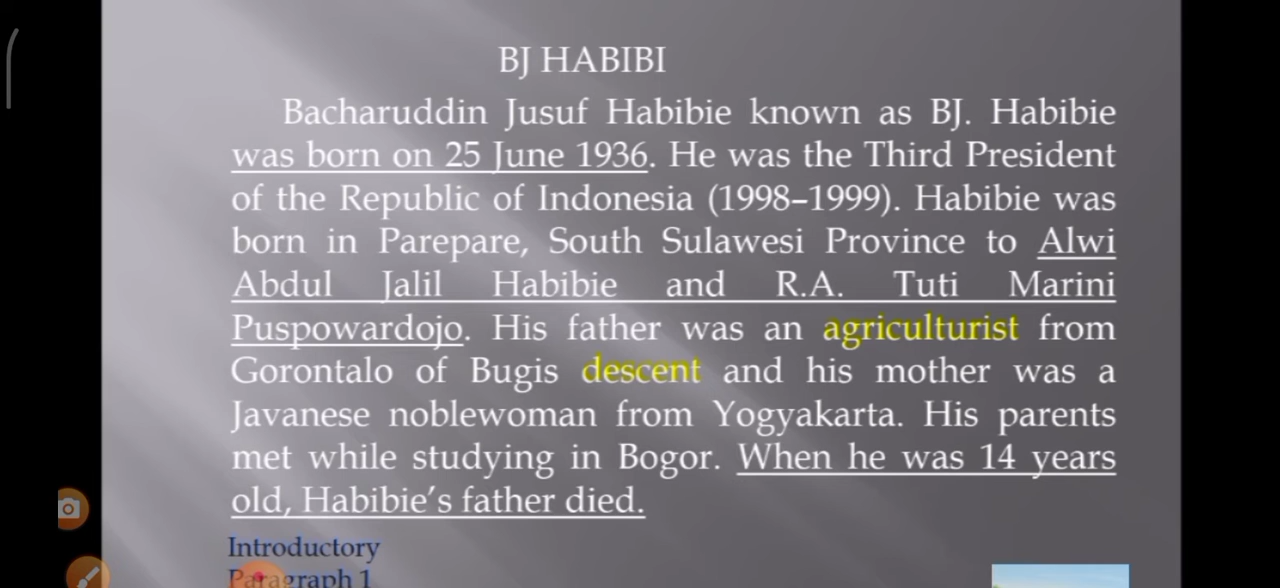 BJ HABIBI
Bacharuddin Jusuf Habibie known as BJ. Habibie
was born on 25 June 1936. He was the Third President
of the Republic of Indonesia (1998–1999). Habibie was
born in Parepare, South Sulawesi Province to Alwi
Abdul Jalil Habibie and R.A. Tuti Marini
Puspowardojo. His father was an agriculturist from
Gorontalo of Bugis descent and his mother was a
Javanese noblewoman from Yogyakarta. His parents
met while studying in Bogor. When he was 14 years
old, Habibie’s father died.
Introductory
Paragraph 1